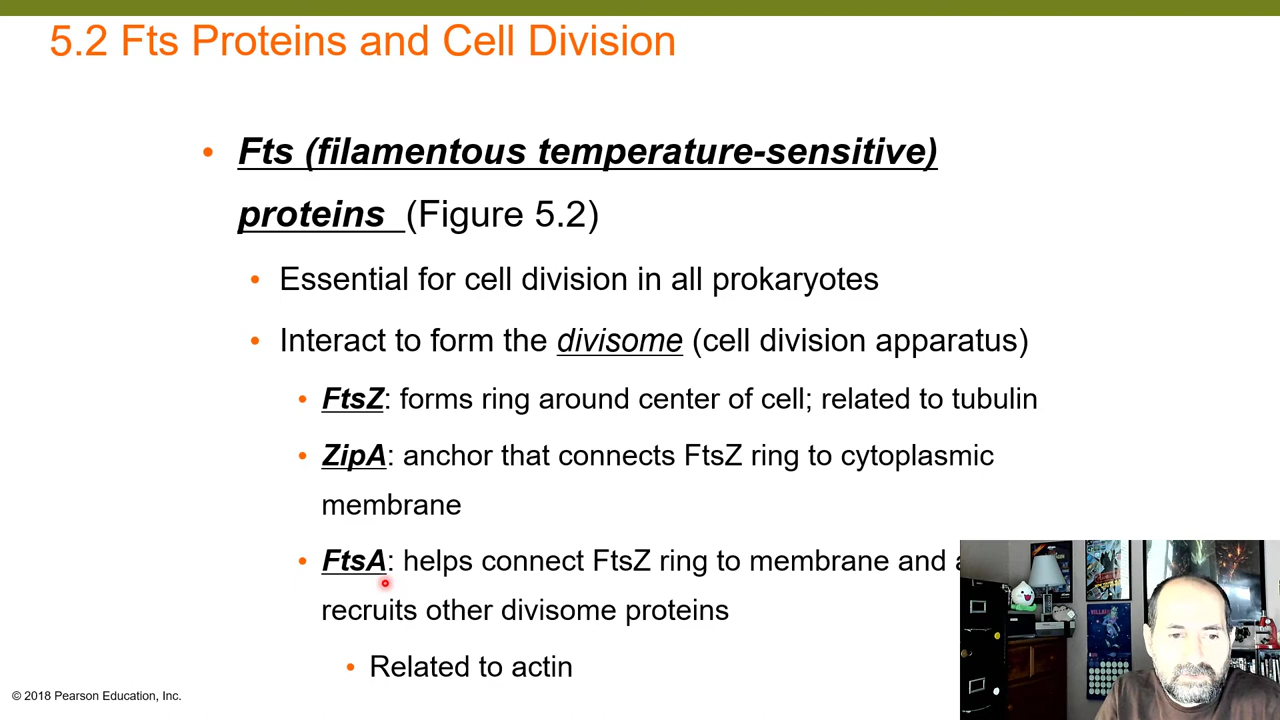 5.2 Fts Proteins and Cell Division
• Fts (filamentous temperature-sensitive)
proteins (Figure 5.2)
• Essential for cell division in all prokaryotes
• Interact to form the divisome (cell division apparatus)
• FtsZ: forms ring around center of cell; related to tubulin
• ZipA: anchor that connects FtsZ ring to cytoplasmic
membrane
• FtsA: helps connect FtsZ ring to membrane and
recruits other divisome proteins
• Related to actin
© 2018 Pearson Education, Inc.